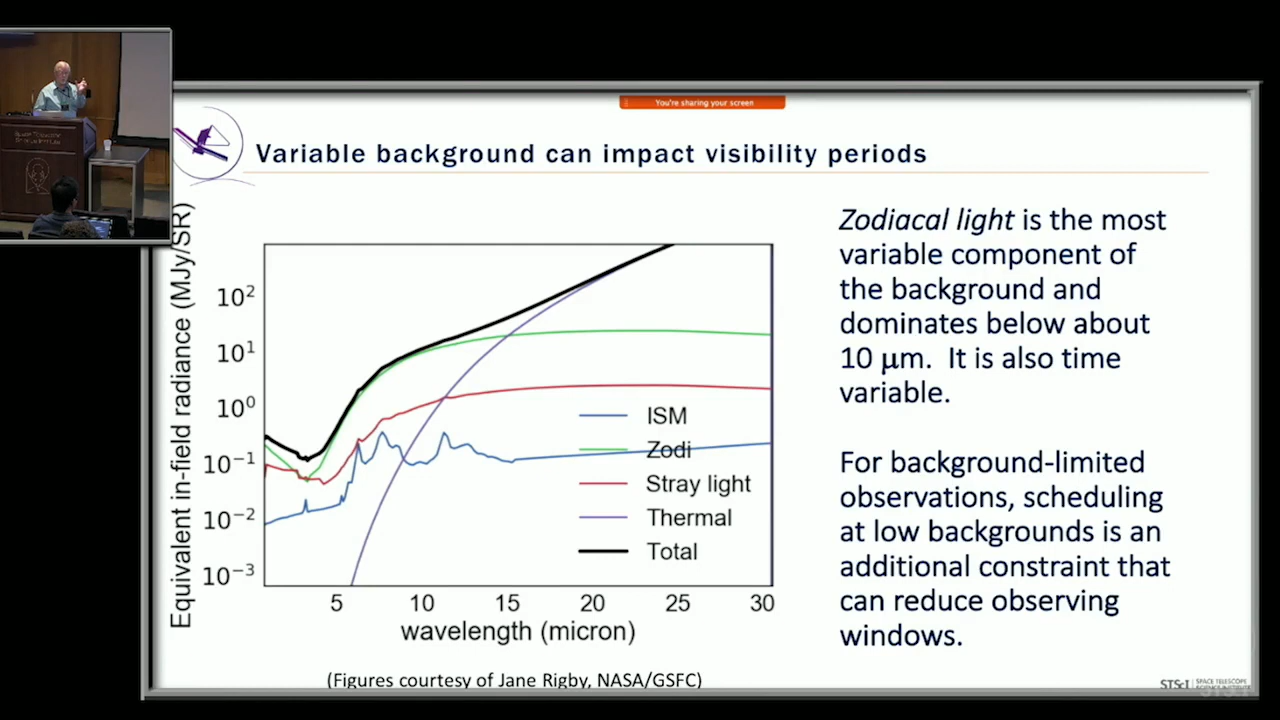 You're sharing your screen
Variable background can impact visibility periods
Equivalent in-field radiance (MJy/SR)
10²
10¹
10⁰
10⁻¹
10⁻²
10⁻³
5 10 15 20 25 30
wavelength (micron)
ISM
Zodi
Stray light
Thermal
Total
(Figures courtesy of Jane Rigby, NASA/GSFC)
Zodiacal light is the most
variable component of
the background and
dominates below about
10 μm. It is also time
variable.
For background-limited
observations, scheduling
at low backgrounds is an
additional constraint that
can reduce observing
windows.
STScI | SPACE TELESCOPE
SCIENCE INSTITUTE